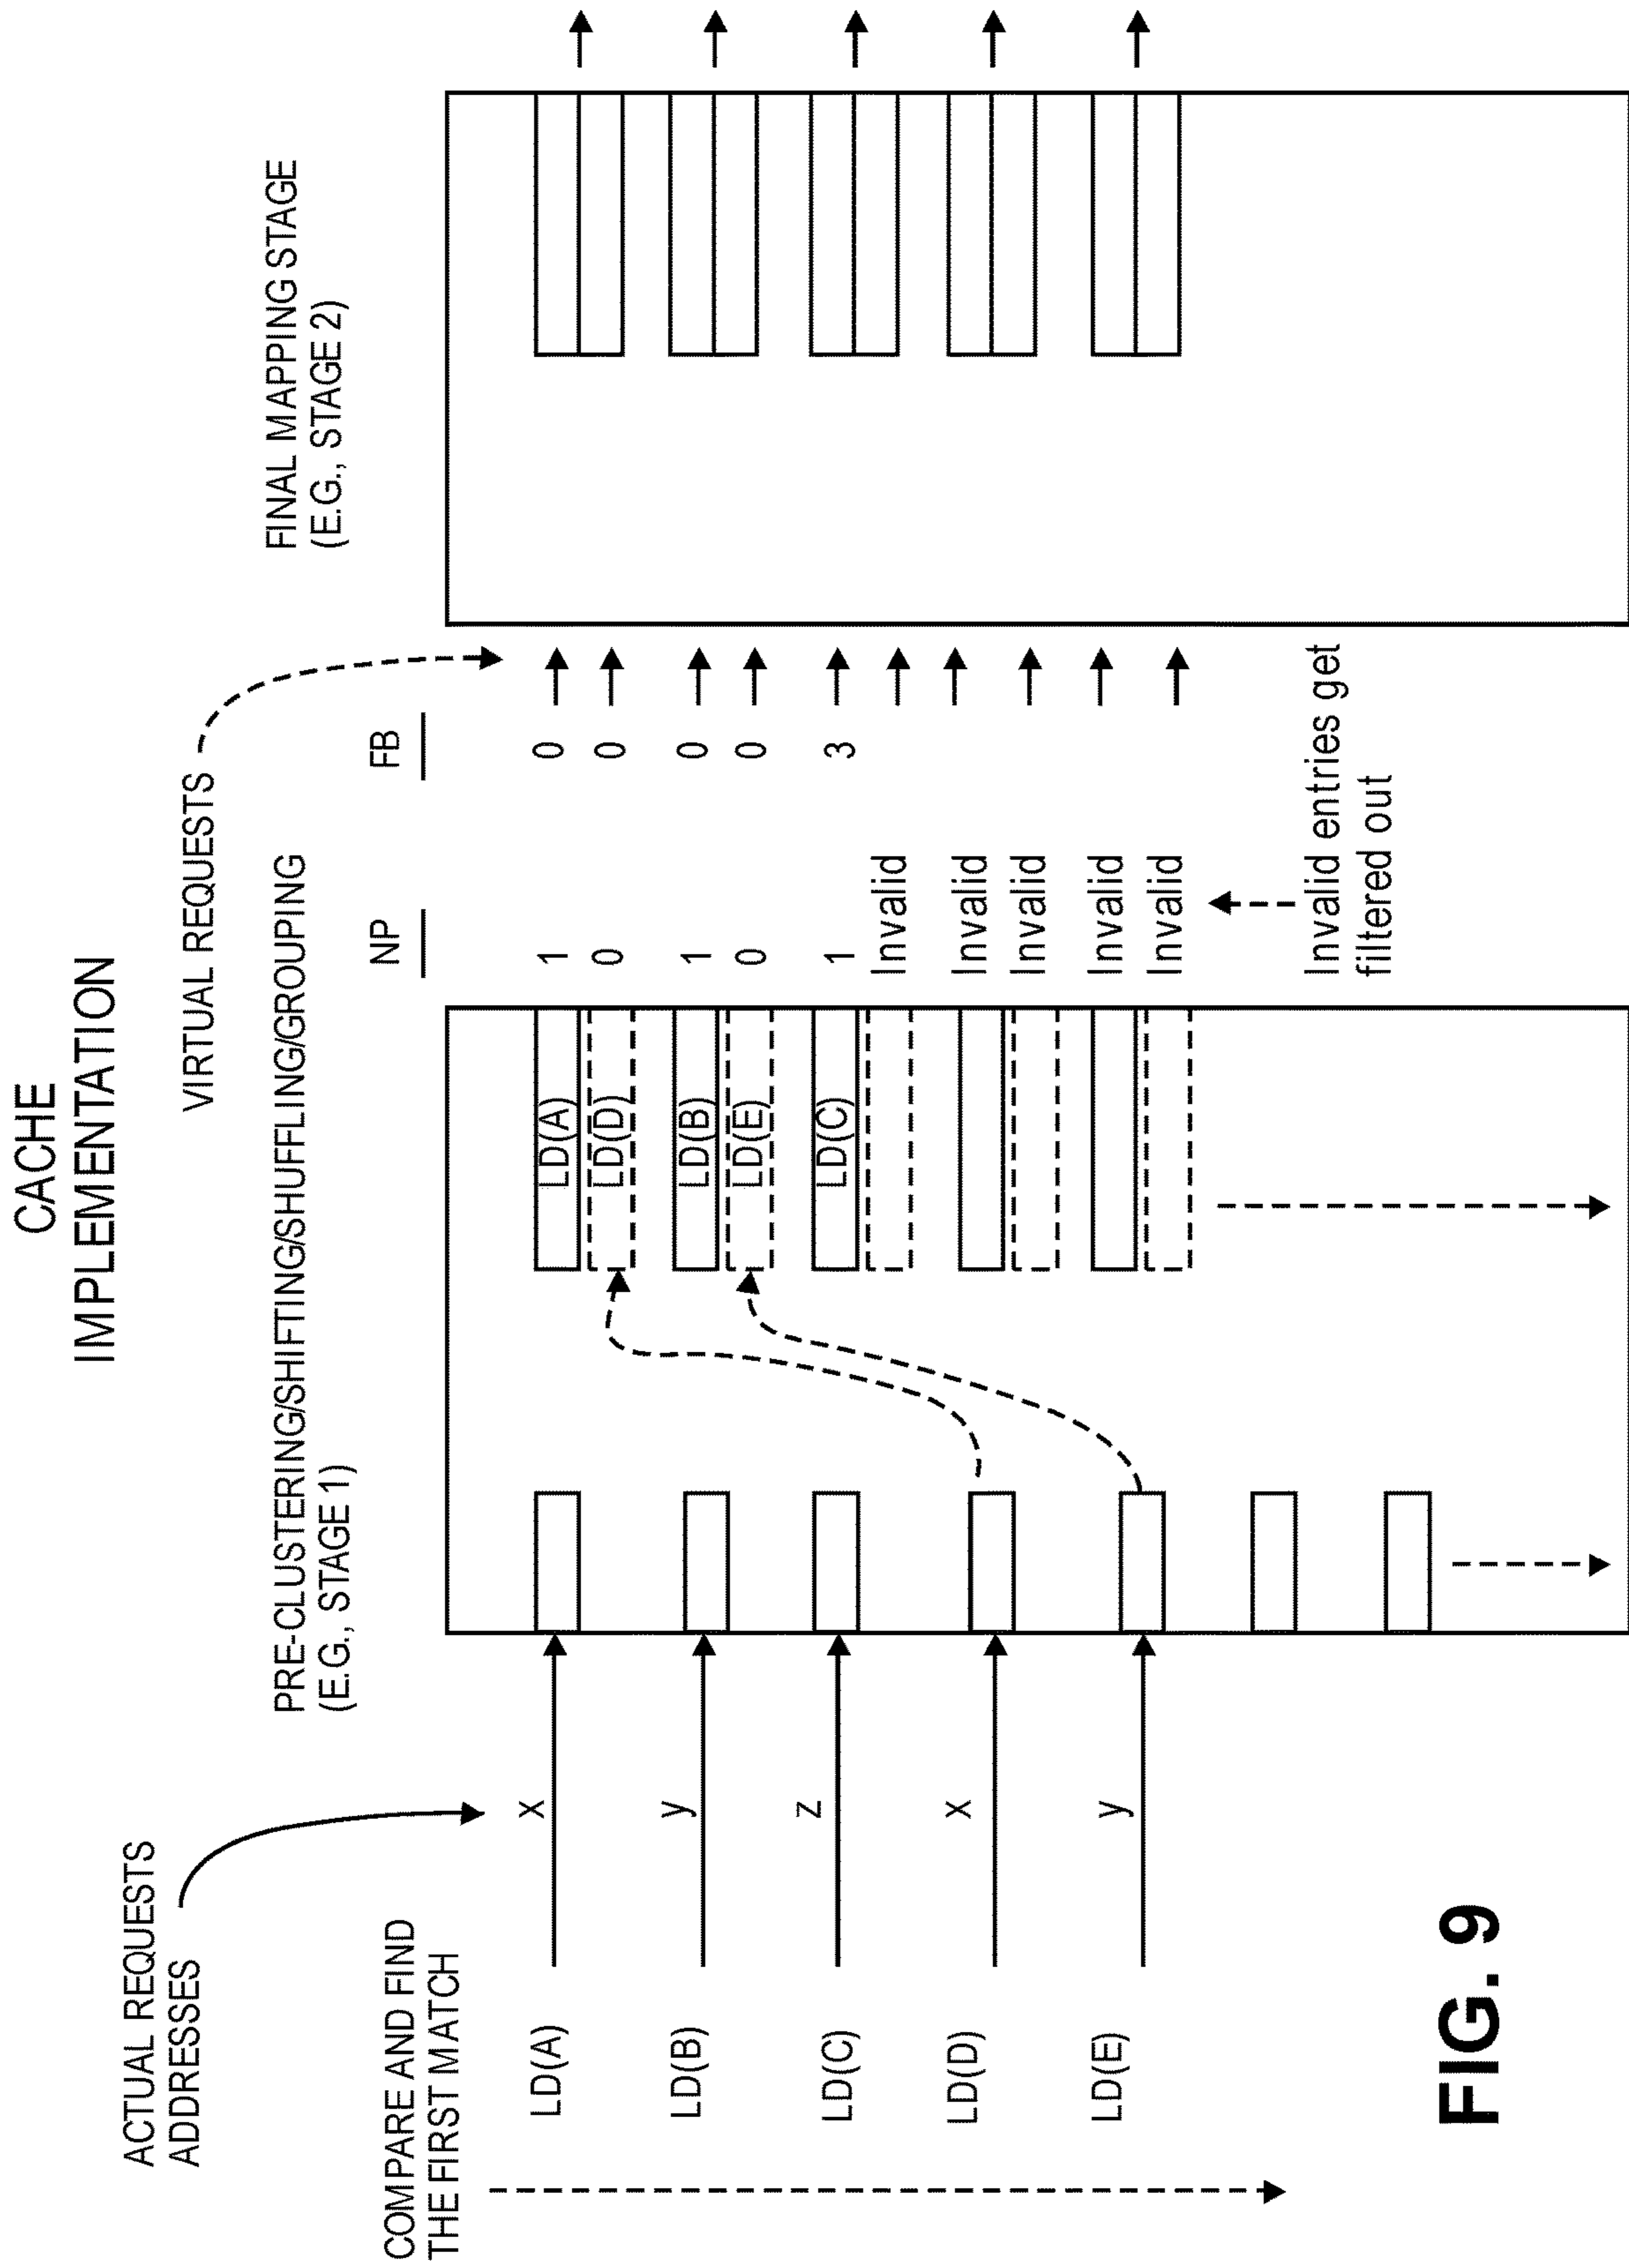 CACHE
IMPLEMENTATION
ACTUAL REQUESTS
ADDRESSES
VIRTUAL REQUESTS
COMPARE AND FIND
THE FIRST MATCH
PRE-CLUSTERING/SHIFTING/SHUFFLING/GROUPING
(E.G., STAGE 1)
FINAL MAPPING STAGE
(E.G., STAGE 2)
NP
FB
LD(A)
x
LD(A)
1
0
LD(D)
0
0
LD(B)
y
LD(B)
1
0
LD(E)
0
0
LD(C)
z
LD(C)
1
3
Invalid
LD(D)
x
Invalid
Invalid
LD(E)
y
Invalid
Invalid
Invalid entries get
filtered out
FIG. 9